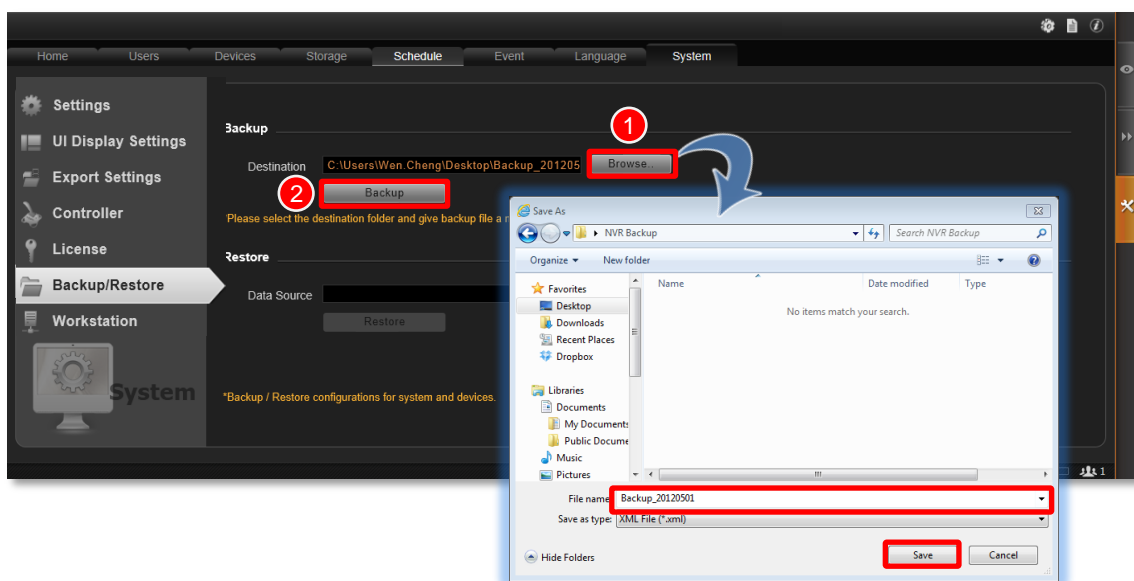 Home Users Devices Storage Schedule Event Language System
Settings
UI Display Settings
Export Settings
Controller
License
Backup/Restore
Workstation
System
Backup
1
Destination C:\Users\Wen.Cheng\Desktop\Backup_201205 Browse..
2 Backup
*Please select the destination folder and give backup file a
Restore
Data Source
Restore
*Backup / Restore configurations for system and devices.
1
Save As
NVR Backup Search NVR Backup
Organize New folder
Name Date modified Type
No items match your search.
Favorites
Desktop
Downloads
Recent Places
Dropbox
Libraries
Documents
My Documents
Public Docume
Music
Pictures
File name: Backup_20120501
Save as type: XML File (*.xml)
Hide Folders Save Cancel